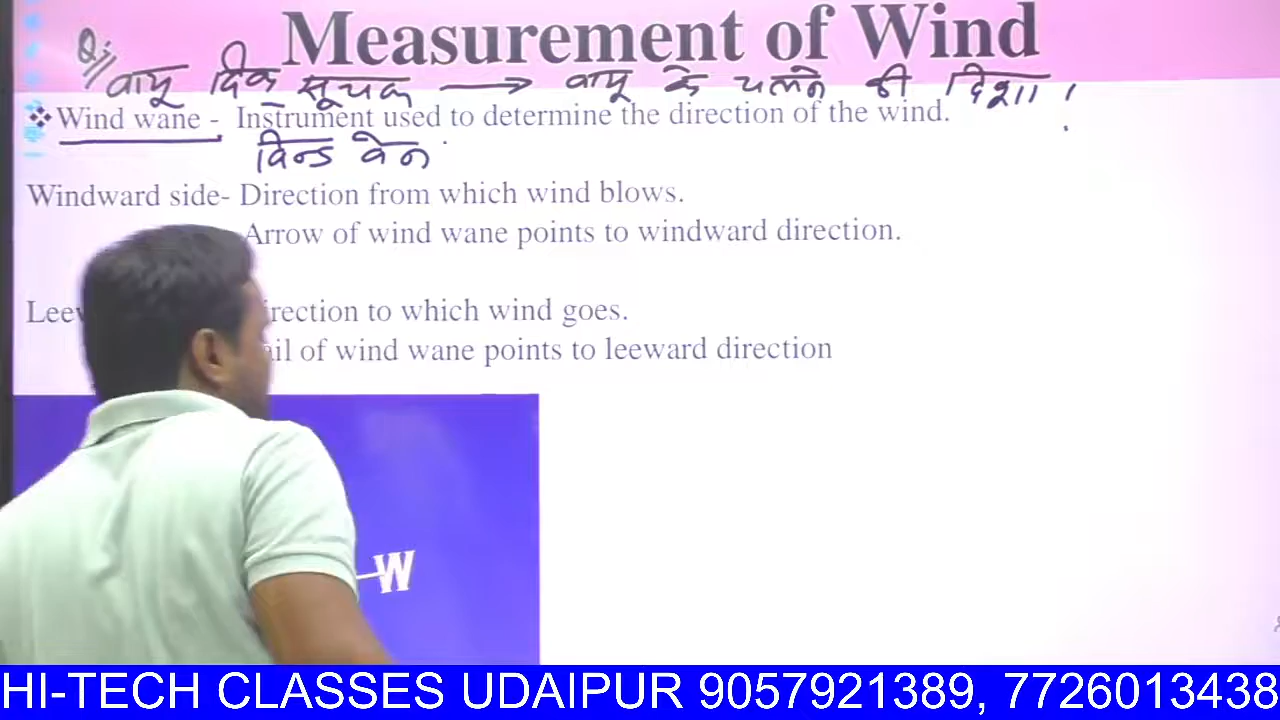 Measurement of Wind
Q:/ वायु दिक सूचक → वायु के चलने की दिशा।
❖ Wind wane - Instrument used to determine the direction of the wind.
विन्ड वेन
Windward side- Direction from which wind blows.
Arrow of wind wane points to windward direction.
irection to which wind goes.
ail of wind wane points to leeward direction
W
HI-TECH CLASSES UDAIPUR 9057921389, 7726013438